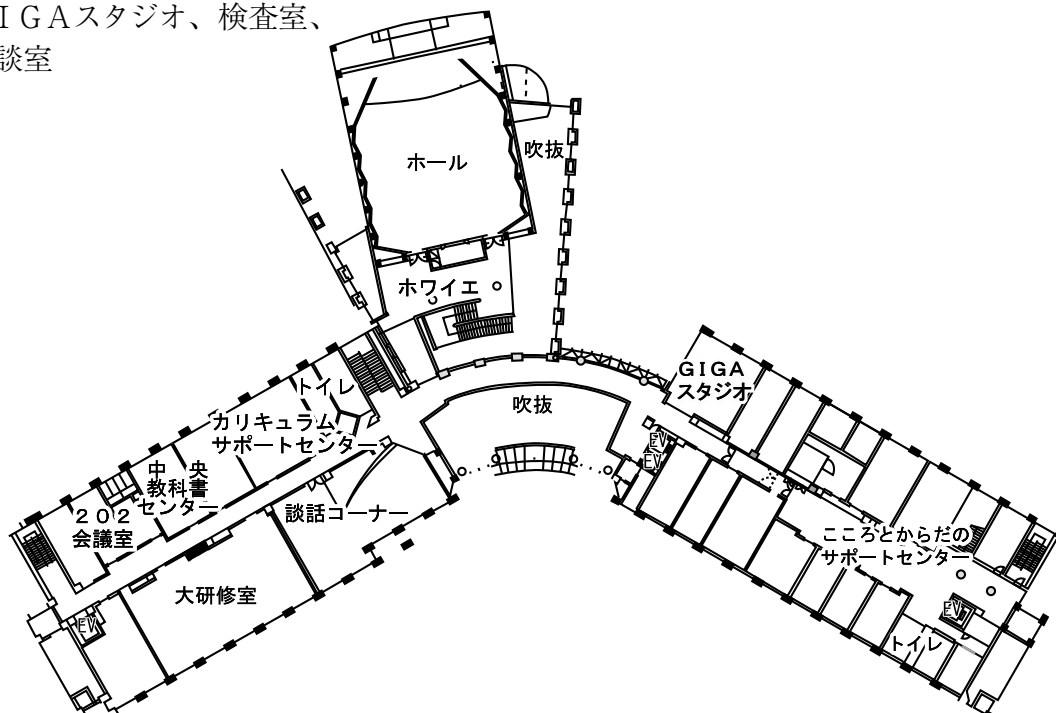 ＩＧＡスタジオ、検査室、
談室
ホール
吹抜
ホワイエ
トイレ
カリキュラム
サポートセンター
中　央
教科書
センター
２０２
会議室
談話コーナー
大研修室
EV
吹抜
GIGA
スタジオ
EV
EV
こころとからだの
サポートセンター
EV
トイレ